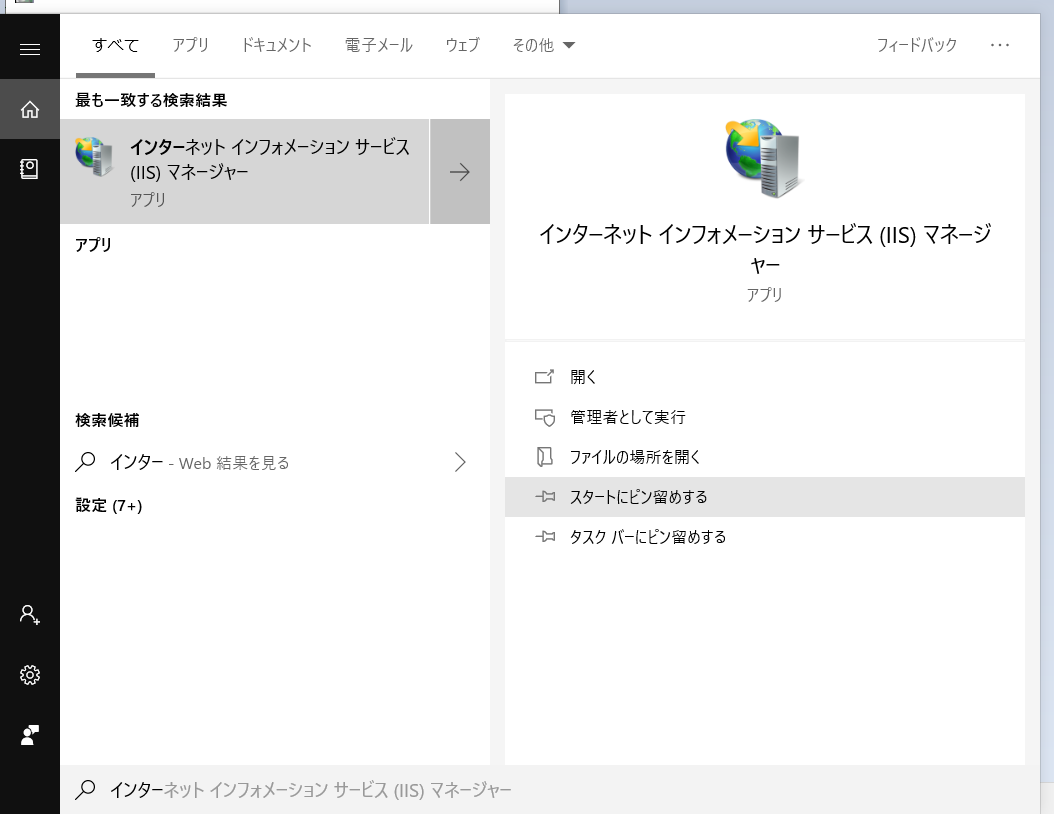 すべて アプリ ドキュメント 電子メール ウェブ その他 フィードバック ···
最も一致する検索結果
インターネット インフォメーション サービス
(IIS) マネージャー
アプリ
アプリ
検索候補
インター - Web 結果を見る
設定 (7+)
インターネット インフォメーション サービス (IIS) マネージ
ャー
アプリ
開く
管理者として実行
ファイルの場所を開く
スタートにピン留めする
タスク バーにピン留めする
インターネット インフォメーション サービス (IIS) マネージャー